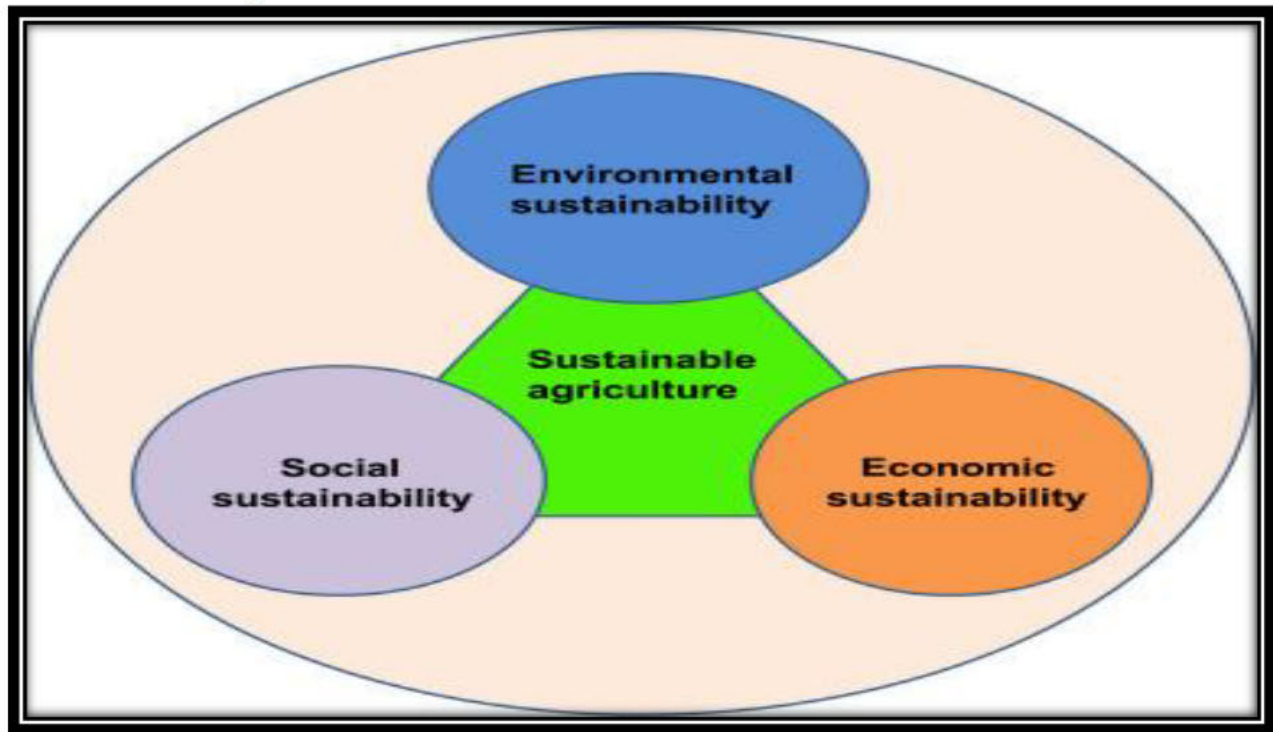 Environmental
sustainability
Sustainable
agriculture
Social
sustainability
Economic
sustainability